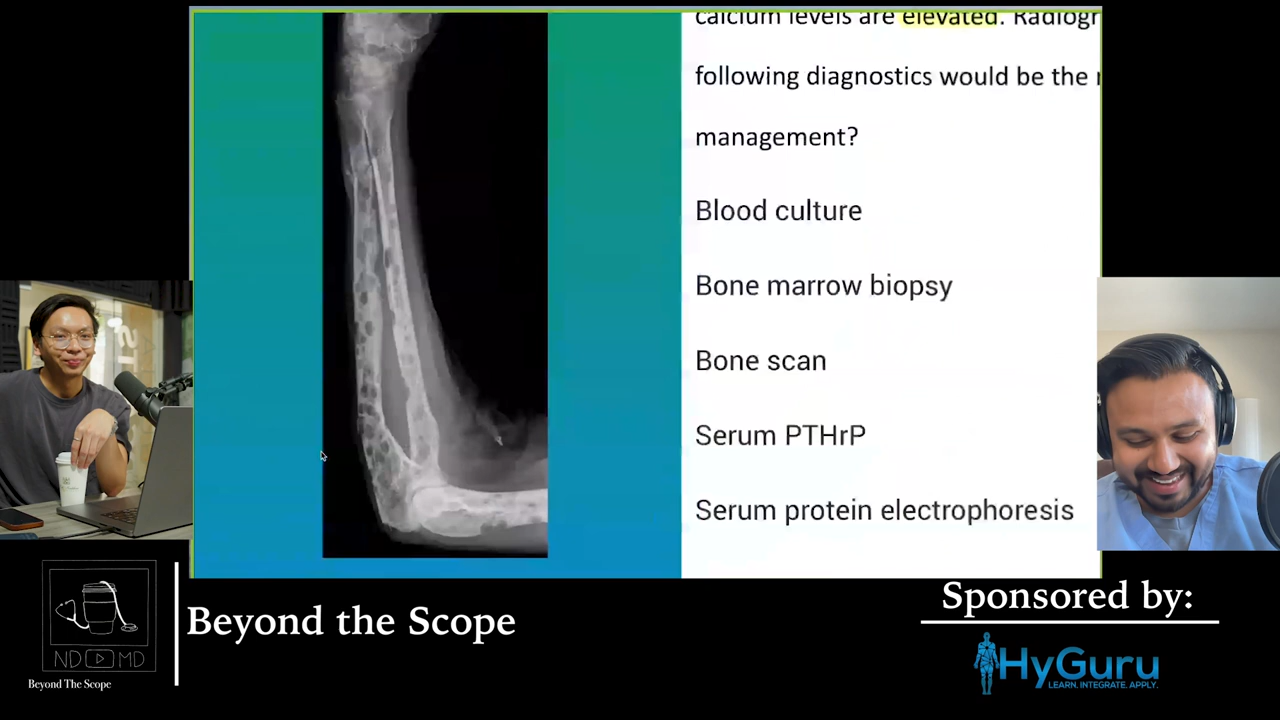 calcium levels are elevated. Radiogr
following diagnostics would be the
management?
Blood culture
Bone marrow biopsy
Bone scan
Serum PTHrP
Serum protein electrophoresis
Beyond the Scope
Sponsored by:
HyGuru
LEARN. INTEGRATE. APPLY.
ND MD
Beyond The Scope